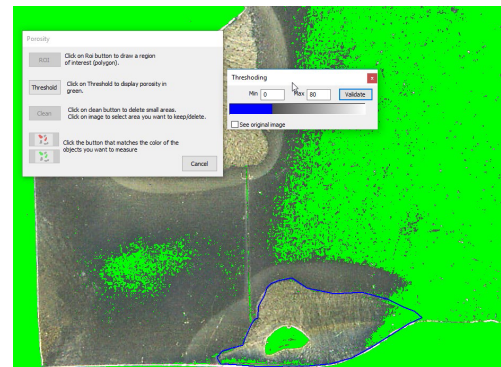 Porosity
ROI
Click on Roi button to draw a region
of interest (polygon).
Threshold
Click on Threshold to display porosity in
green.
Clean
Click on clean button to delete small areas.
Click on image to select area you want to keep/delete.
Click the button that matches the color of the
objects you want to measure
Cancel
Threshoding
x
Min 0 Max 80 Validate
See original image